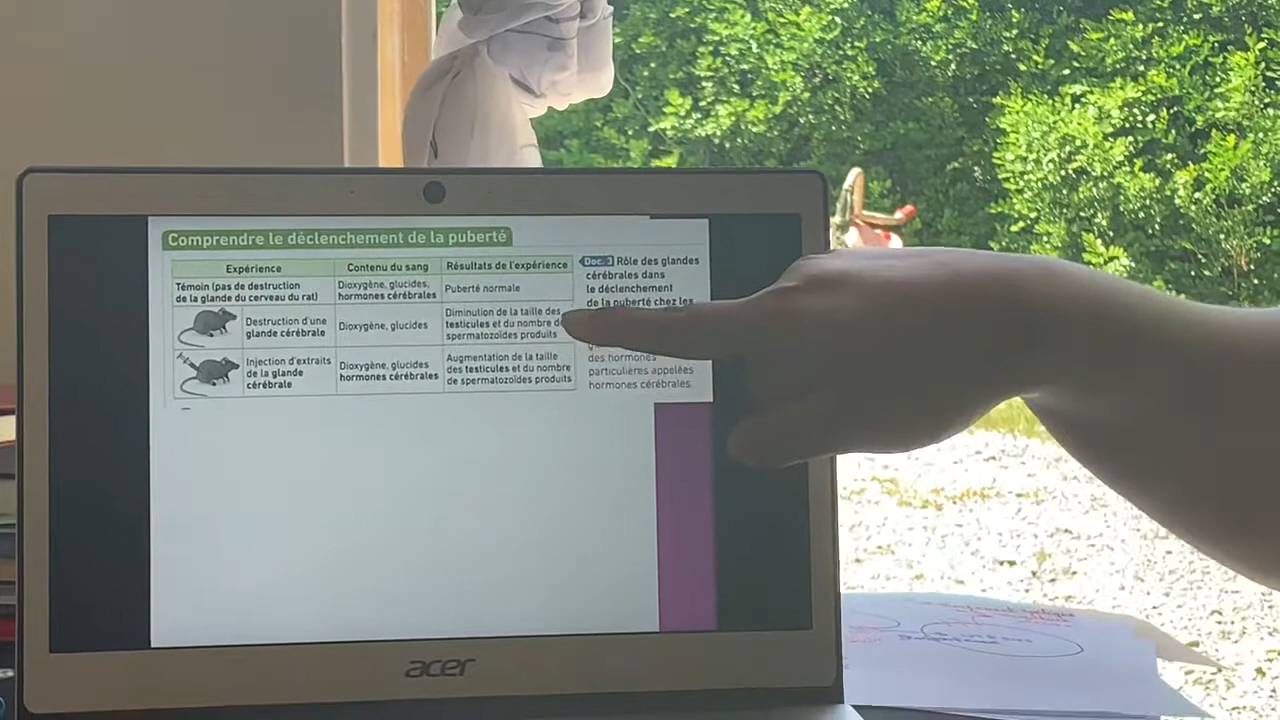 Comprendre le déclenchement de la puberté
Expérience
Contenu du sang
Résultats de l'expérience
Témoin (pas de destruction
de la glande du cerveau du rat)
Dioxygène, glucides,
hormones cérébrales
Puberté normale
Destruction d'une
glande cérébrale
Dioxygène, glucides
Diminution de la taille des
testicules et du nombre de
spermatozoïdes produits
Injection d'extraits
de la glande
cérébrale
Dioxygène, glucides
hormones cérébrales
Augmentation de la taille
des testicules et du nombre
de spermatozoïdes produits
Doc. 3 Rôle des glandes
cérébrales dans
le déclenchement
de la puberté chez les
des hormones
particulières appelées
hormones cérébrales.
acer